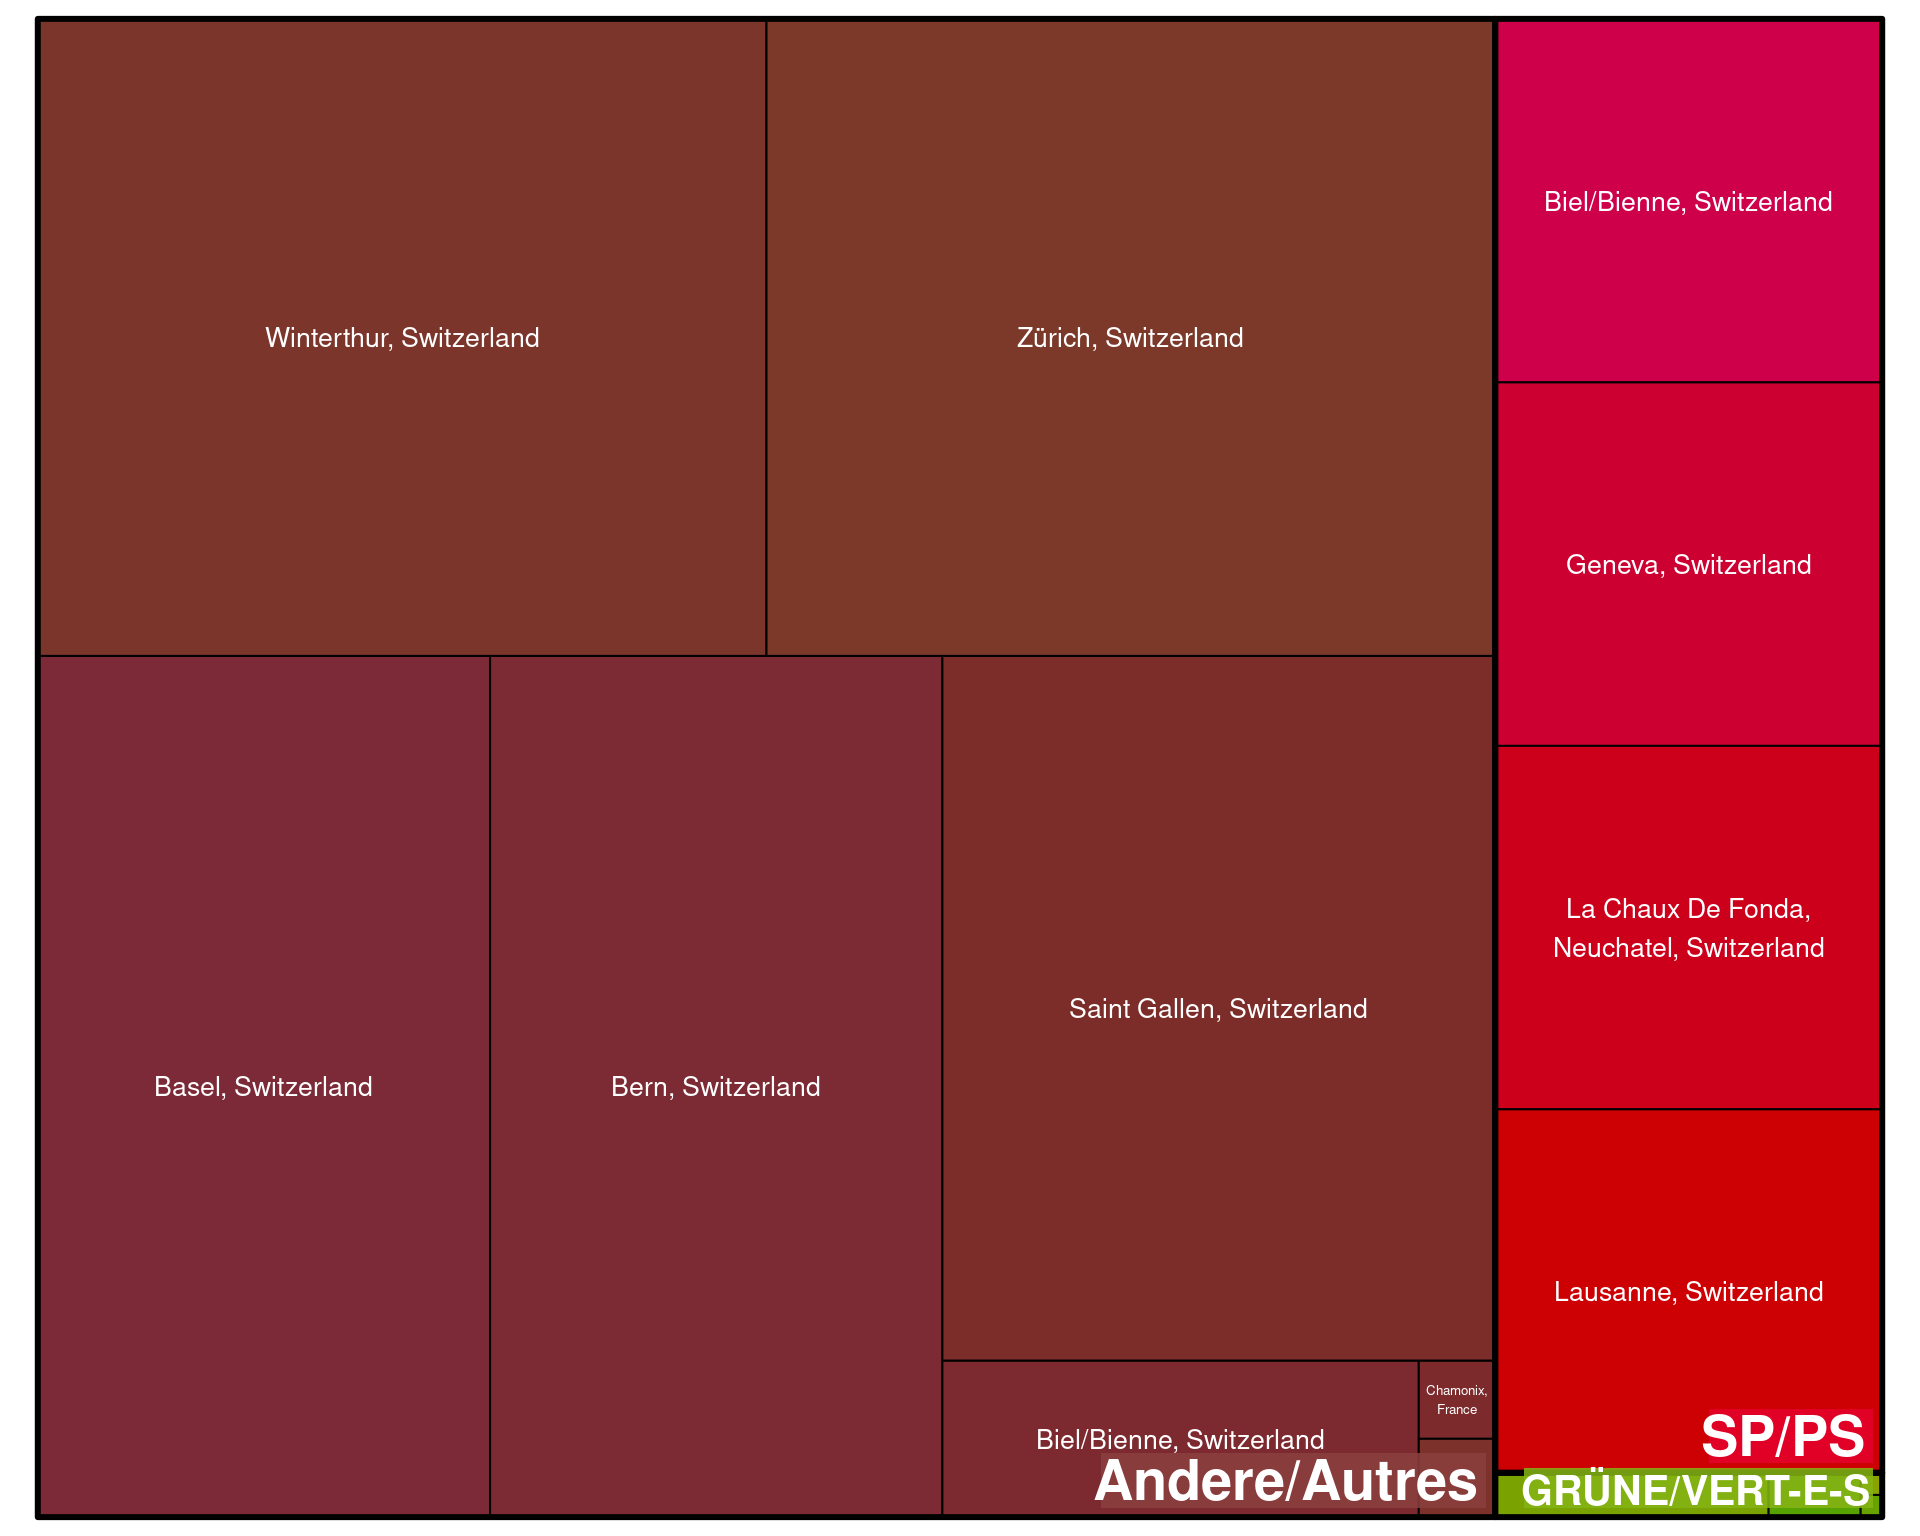 Winterthur, Switzerland
Zürich, Switzerland
Biel/Bienne, Switzerland
Geneva, Switzerland
La Chaux De Fonda,
Neuchatel, Switzerland
Basel, Switzerland
Bern, Switzerland
Saint Gallen, Switzerland
Lausanne, Switzerland
Chamonix,
France
Biel/Bienne, Switzerland
Andere/Autres
SP/PS
GRÜNE/VERT-E-S